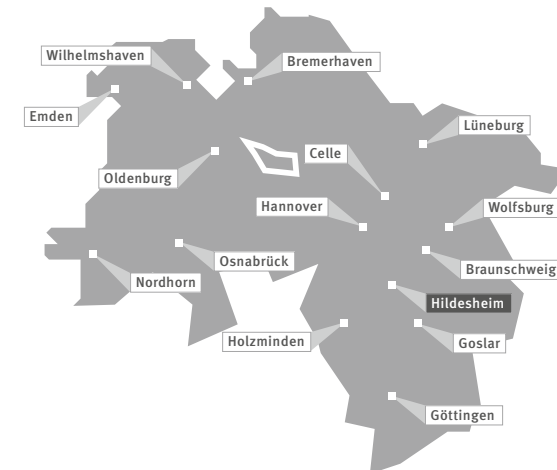 Wilhelmshaven
Bremerhaven
Emden
Lüneburg
Celle
Oldenburg
Hannover
Wolfsburg
Osnabrück
Braunschweig
Nordhorn
Hildesheim
Holzminden
Goslar
Göttingen